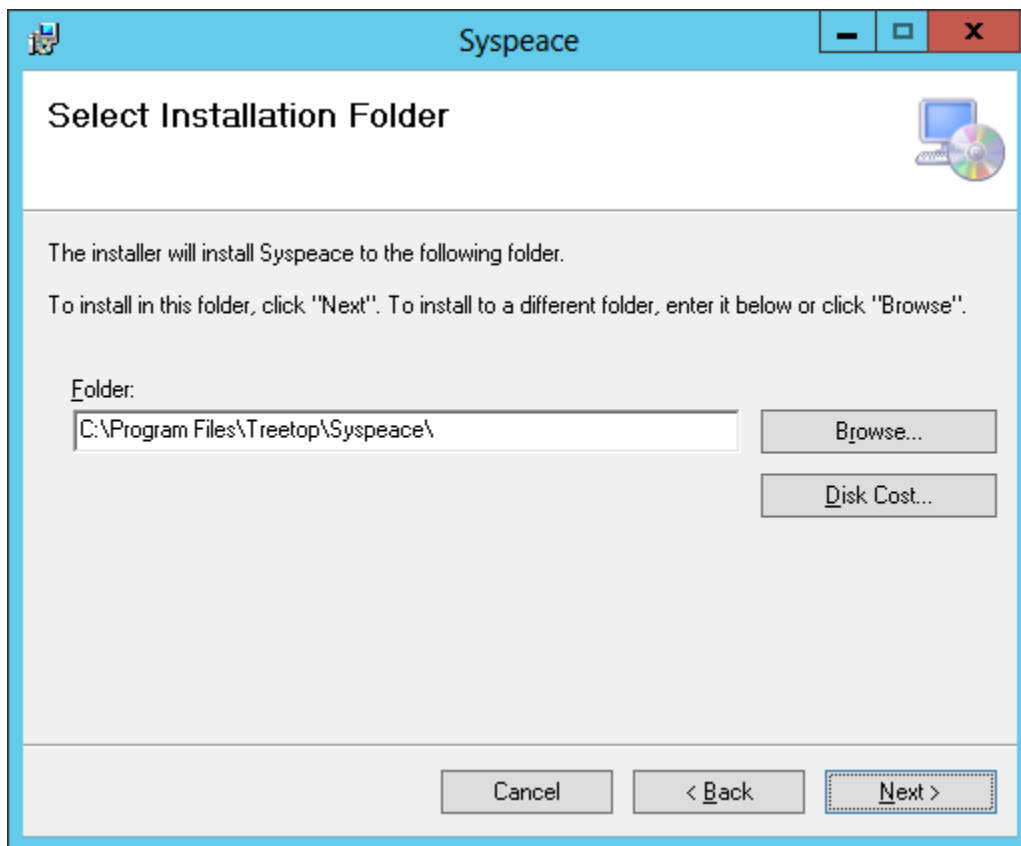 Syspeace
Select Installation Folder
The installer will install Syspeace to the following folder.
To install in this folder, click "Next". To install to a different folder, enter it below or click "Browse".
Folder:
C:\Program Files\Treetop\Syspeace\
Browse...
Disk Cost...
Cancel
< Back
Next >